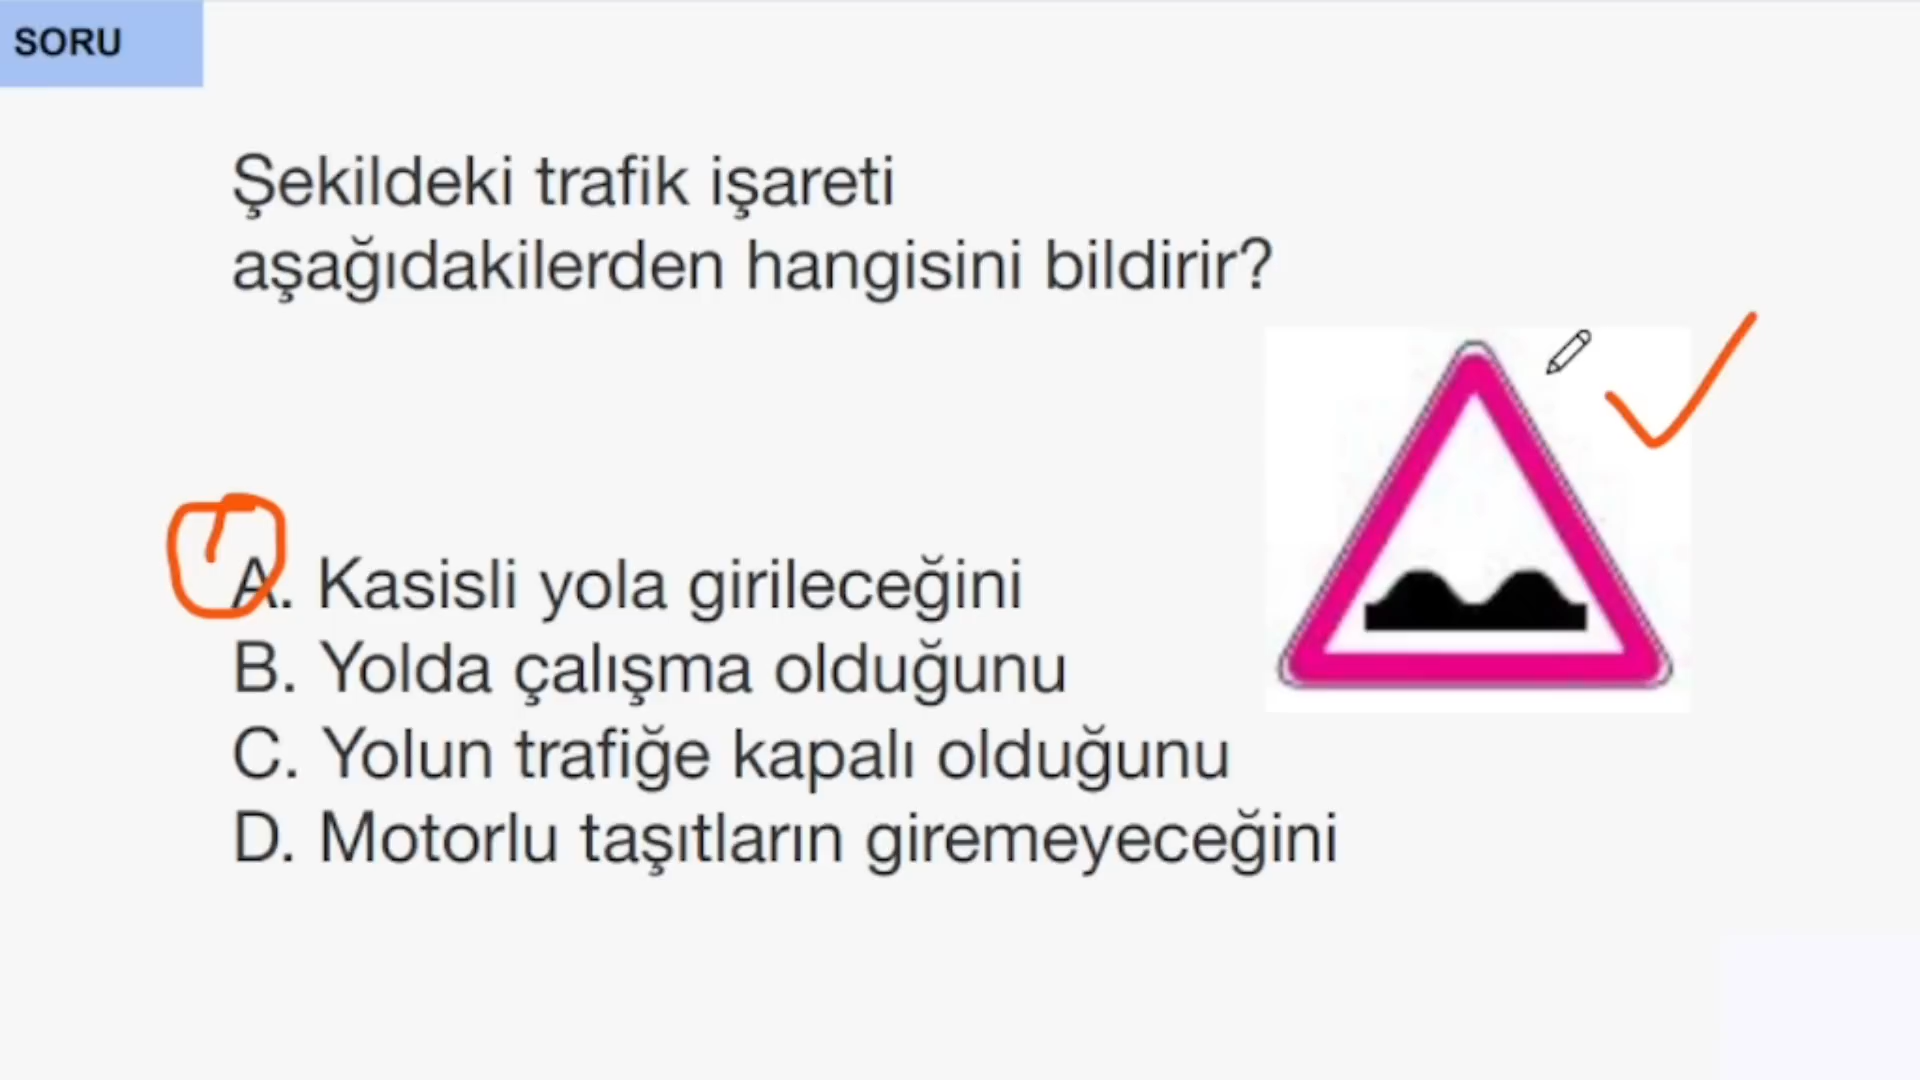 SORU
Şekildeki trafik işareti
aşağıdakilerden hangisini bildirir?
A. Kasisli yola girileceğini
B. Yolda çalışma olduğunu
C. Yolun trafiğe kapalı olduğunu
D. Motorlu taşıtların giremeyeceğini